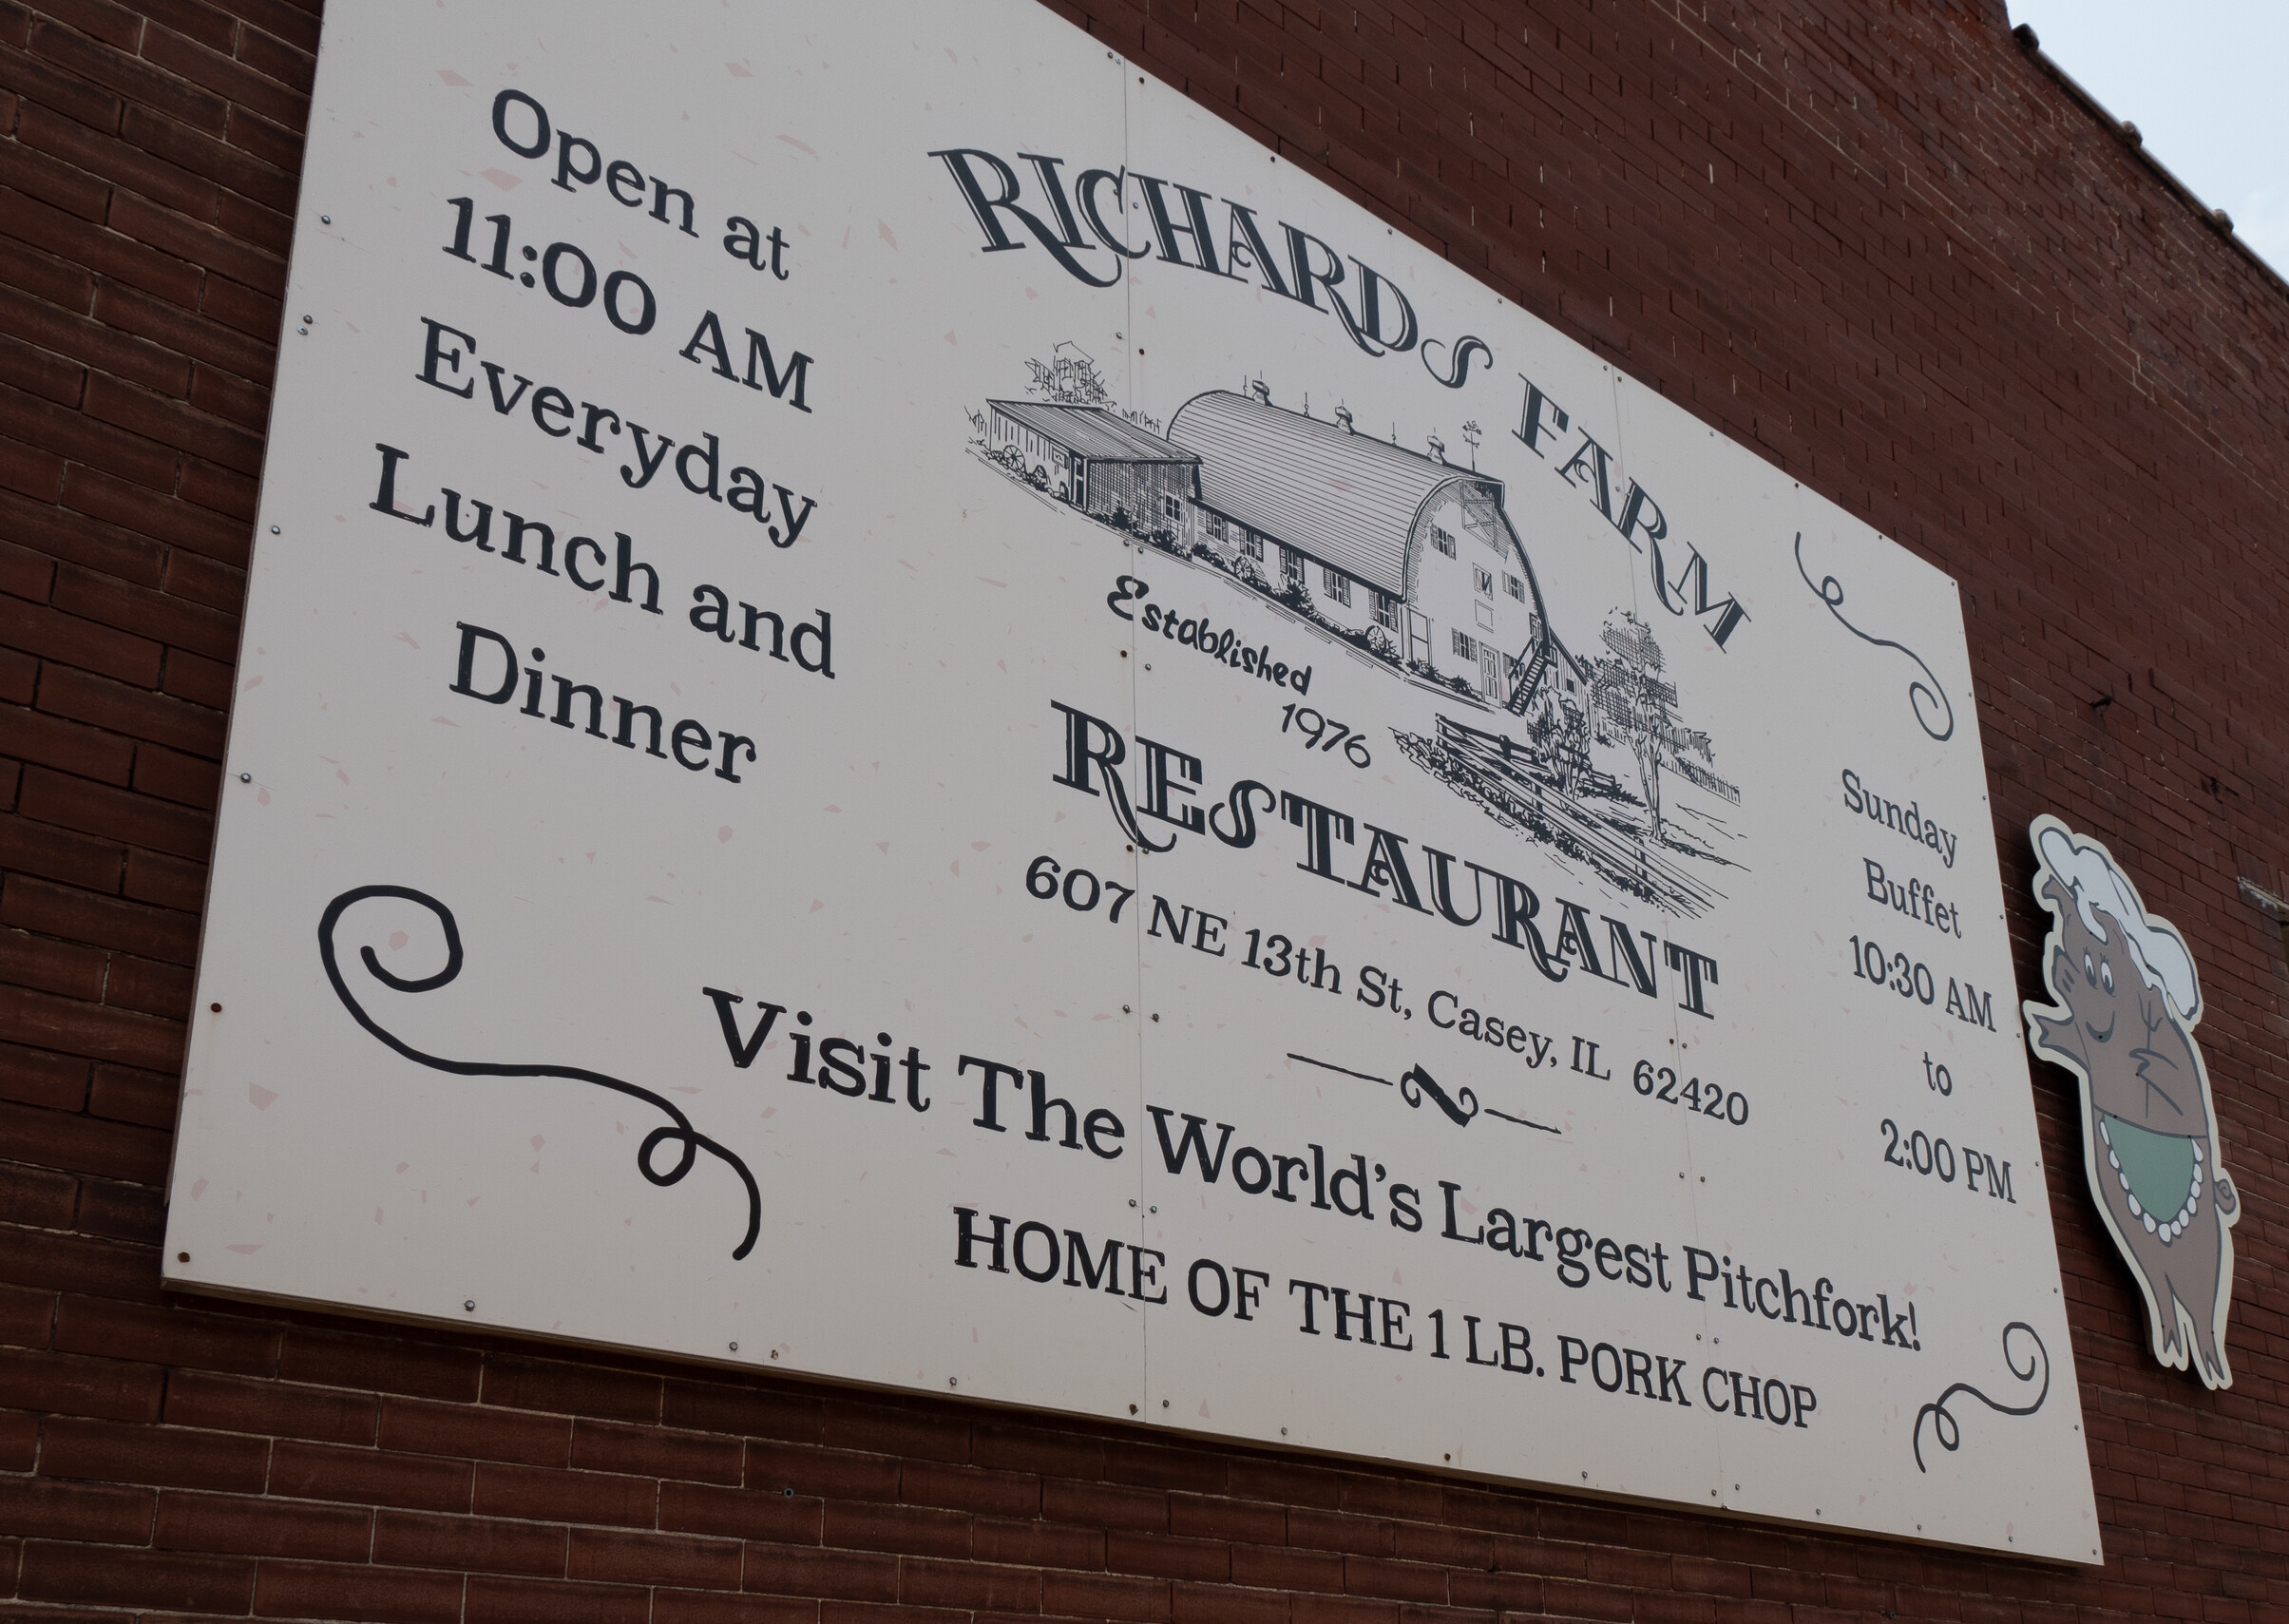 Open at
11:00 AM
Everyday
Lunch and
Dinner
RICHARDS FARM
Established
1976
RESTAURANT
607 NE 13th St, Casey, IL 62420
Sunday
Buffet
10:30 AM
to
2:00 PM
Visit The World's Largest Pitchfork!
HOME OF THE 1 LB. PORK CHOP